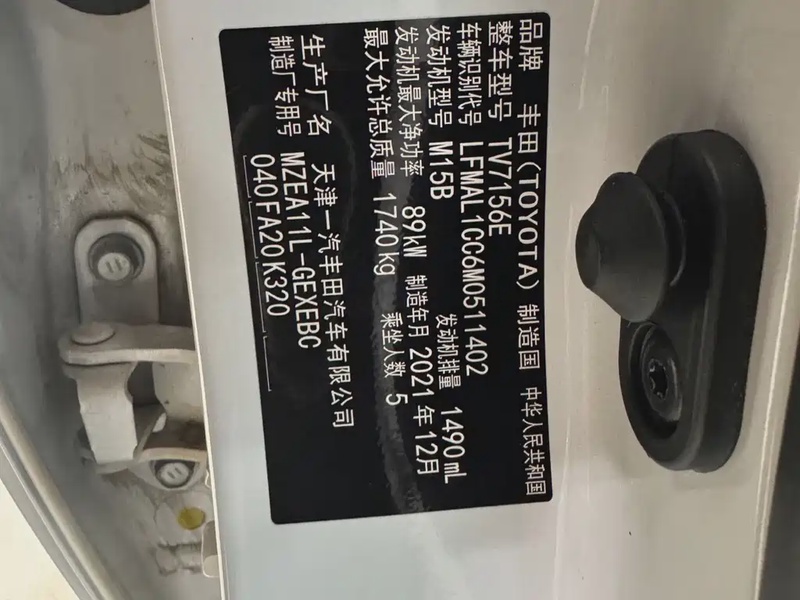 品牌 丰田(TOYOTA) 制造国 中华人民共和国
整车型号 TV7156E
车辆识别代号 LFMAL1CC6M0511402
发动机型号 M15B 发动机排量 1490mL
发动机最大净功率 89kW 制造年月 2021年12月
最大允许总质量 1740kg 乘坐人数 5
生产厂名 天津一汽丰田汽车有限公司
制造厂专用号 MZEA11L-GEXEBC
040FA20K320